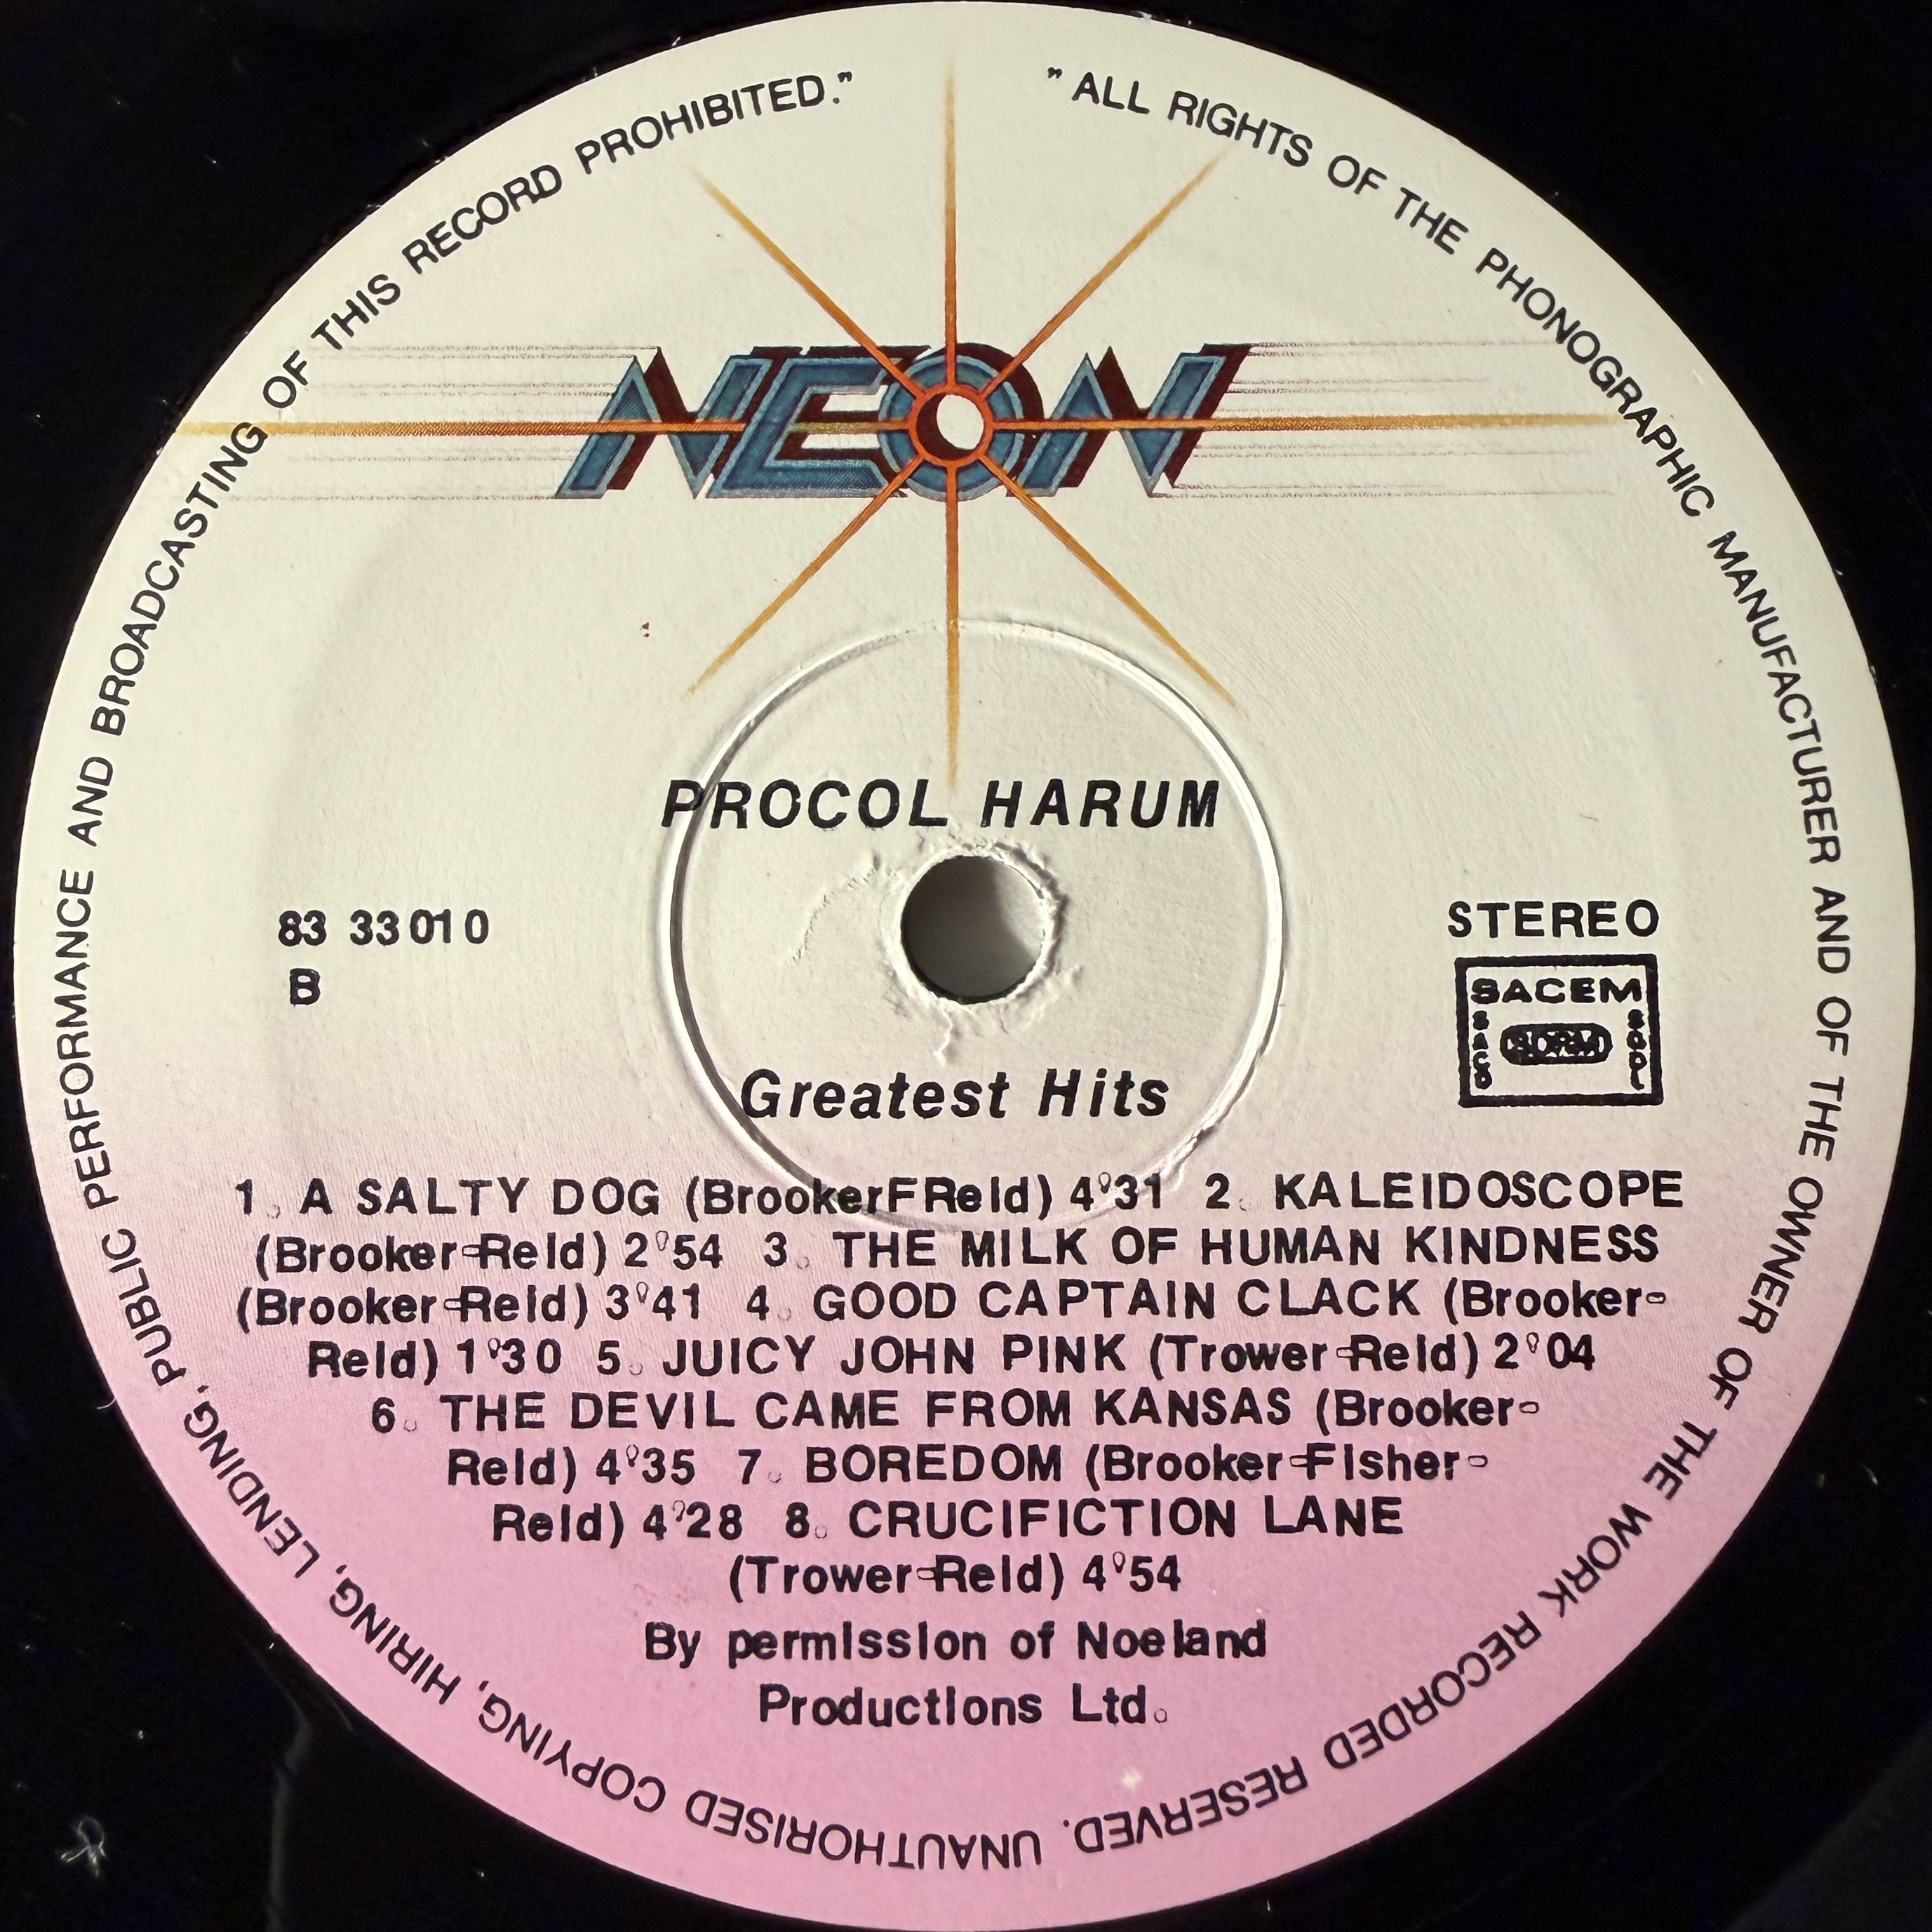 "ALL RIGHTS OF THE PHONOGRAPHIC MANUFACTURER AND OF THE OWNER OF THE WORK RECORDED RESERVED. UNAUTHORISED COPYING, HIRING, LENDING, PUBLIC PERFORMANCE AND BROADCASTING OF THIS RECORD PROHIBITED."
NEON
PROCOL HARUM
83 33010
B
STEREO
SACEM
SACD
SDRM
SGDL
Greatest Hits
1. A SALTY DOG (BrookerFReid) 4'31 2. KALEIDOSCOPE
(Brooker-Reid) 2'54 3. THE MILK OF HUMAN KINDNESS
(Brooker-Reid) 3'41 4. GOOD CAPTAIN CLACK (Brooker-
Reid) 1'30 5. JUICY JOHN PINK (Trower-Reid) 2'04
6. THE DEVIL CAME FROM KANSAS (Brooker-
Reid) 4'35 7. BOREDOM (Brooker-Fisher-
Reid) 4'28 8. CRUCIFICTION LANE
(Trower-Reid) 4'54
By permission of Noeland
Productions Ltd.